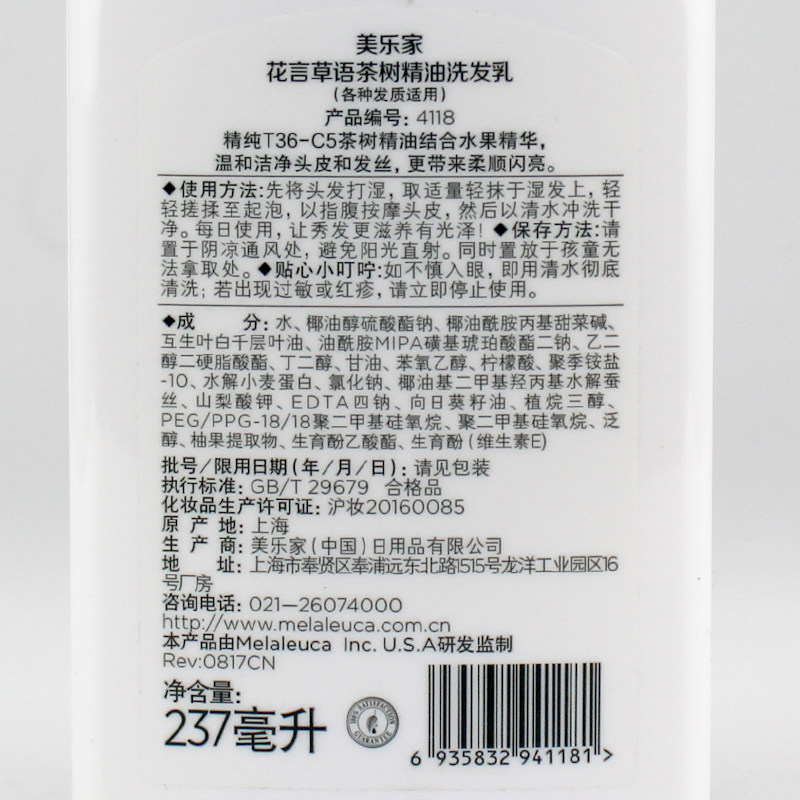 美乐家
花言草语茶树精油洗发乳
(各种发质适用)
产品编号: 4118
精纯T36-C5茶树精油结合水果精华,
温和洁净头皮和发丝, 更带来柔顺闪亮。
◆使用方法:先将头发打湿, 取适量轻抹于湿发上, 轻
轻搓揉至起泡, 以指腹按摩头皮, 然后以清水冲洗干
净。每日使用, 让秀发更滋养有光泽! ◆保存方法:请
置于阴凉通风处, 避免阳光直射。同时置放于孩童无
法拿取处。◆贴心小叮咛:如不慎入眼, 即用清水彻底
清洗; 若出现过敏或红疹, 请立即停止使用。
◆成 分: 水、椰油醇硫酸酯钠、椰油酰胺丙基甜菜碱、
互生叶白千层叶油、油酰胺MIPA磺基琥珀酸酯二钠、乙二
醇二硬脂酸酯、丁二醇、甘油、苯氧乙醇、柠檬酸、聚季铵盐
-10、水解小麦蛋白、氯化钠、椰油基二甲基羟丙基水解蚕
丝、山梨酸钾、EDTA四钠、向日葵籽油、植烷三醇、
PEG/PPG-18/18聚二甲基硅氧烷、聚二甲基硅氧烷、泛
醇、柚果提取物、生育酚乙酸酯、生育酚 (维生素E)
批号/限用日期(年/月/日): 请见包装
执行标准: GB/T 29679 合格品
化妆品生产许可证: 沪妆20160085
原 产 地: 上海
生 产 商: 美乐家(中国)日用品有限公司
地 址: 上海市奉贤区奉浦远东北路1515号龙洋工业园区16
号厂房
咨询电话: 021—26074000
http://www.melaleuca.com.cn
本产品由Melaleuca Inc. U.S.A研发监制
Rev:0817CN
净含量:
237毫升
100% SATISFACTION GUARANTEE
6 935832 941181 >